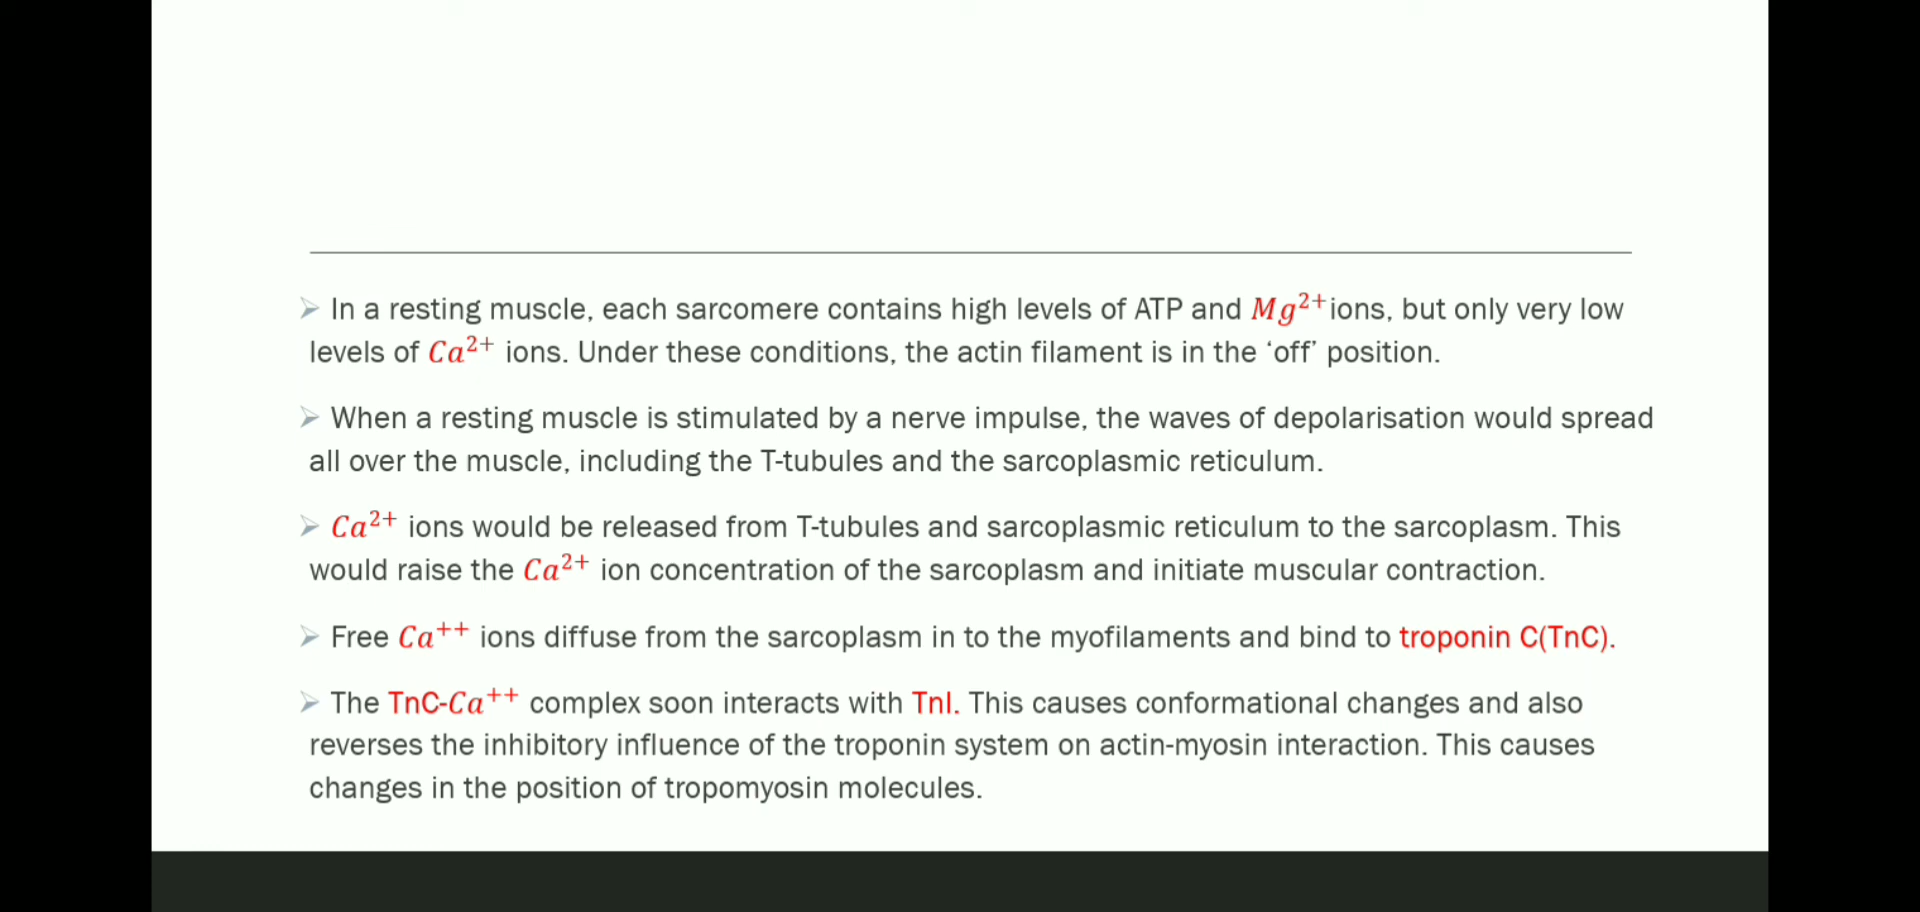 ➢ In a resting muscle, each sarcomere contains high levels of ATP and Mg²⁺ions, but only very low
levels of Ca²⁺ ions. Under these conditions, the actin filament is in the ‘off’ position.
➢ When a resting muscle is stimulated by a nerve impulse, the waves of depolarisation would spread
all over the muscle, including the T-tubules and the sarcoplasmic reticulum.
➢ Ca²⁺ ions would be released from T-tubules and sarcoplasmic reticulum to the sarcoplasm. This
would raise the Ca²⁺ ion concentration of the sarcoplasm and initiate muscular contraction.
➢ Free Ca⁺⁺ ions diffuse from the sarcoplasm in to the myofilaments and bind to troponin C(TnC).
➢ The TnC-Ca⁺⁺ complex soon interacts with TnI. This causes conformational changes and also
reverses the inhibitory influence of the troponin system on actin-myosin interaction. This causes
changes in the position of tropomyosin molecules.